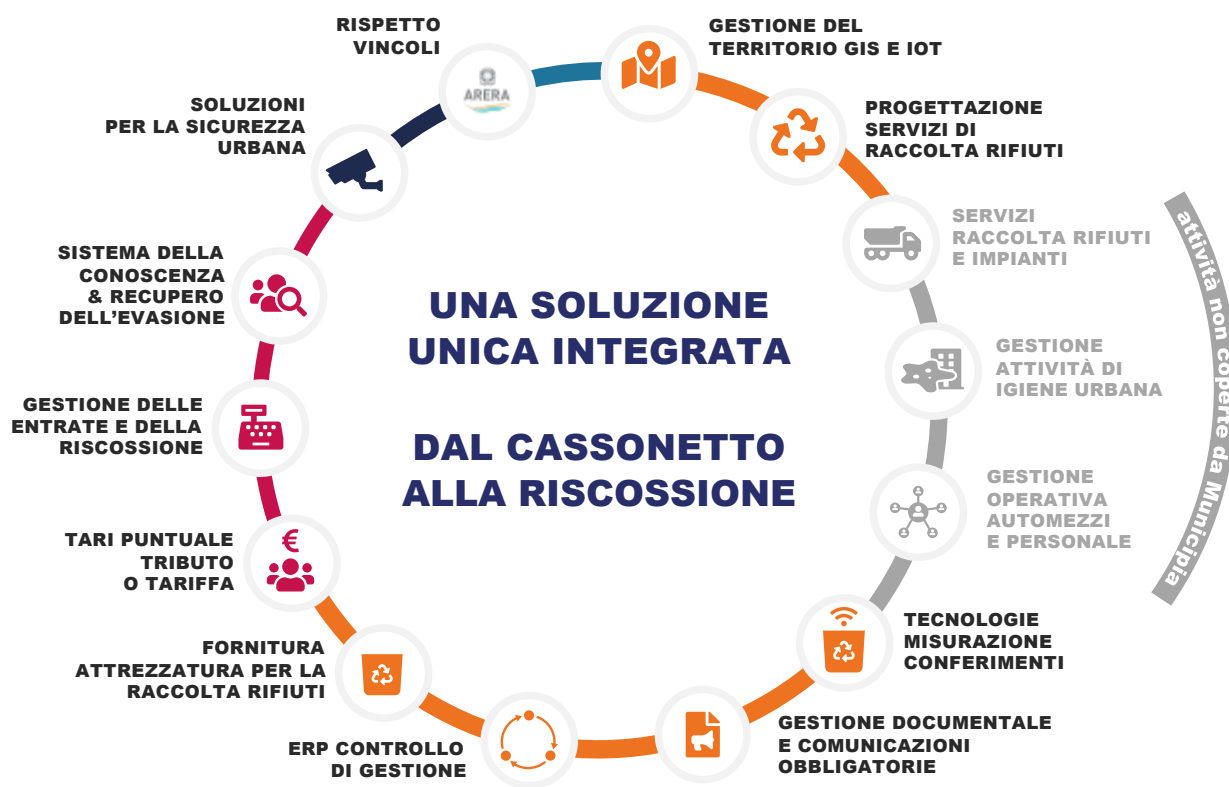 RISPETTO
VINCOLI
ARERA
GESTIONE DEL
TERRITORIO GIS E IOT
SOLUZIONI
PER LA SICUREZZA
URBANA
PROGETTAZIONE
SERVIZI DI
RACCOLTA RIFIUTI
SERVIZI
RACCOLTA RIFIUTI
E IMPIANTI
attività non coperte da Municipia
SISTEMA DELLA
CONOSCENZA
& RECUPERO
DELL’EVASIONE
UNA SOLUZIONE
UNICA INTEGRATA
DAL CASSONETTO
ALLA RISCOSSIONE
GESTIONE
ATTIVITÀ DI
IGIENE URBANA
GESTIONE DELLE
ENTRATE E DELLA
RISCOSSIONE
GESTIONE
OPERATIVA
AUTOMEZZI
E PERSONALE
TARI PUNTUALE
TRIBUTO
O TARIFFA
€
TECNOLOGIE
MISURAZIONE
CONFERIMENTI
FORNITURA
ATTREZZATURA PER LA
RACCOLTA RIFIUTI
GESTIONE DOCUMENTALE
E COMUNICAZIONI
OBBLIGATORIE
ERP CONTROLLO
DI GESTIONE